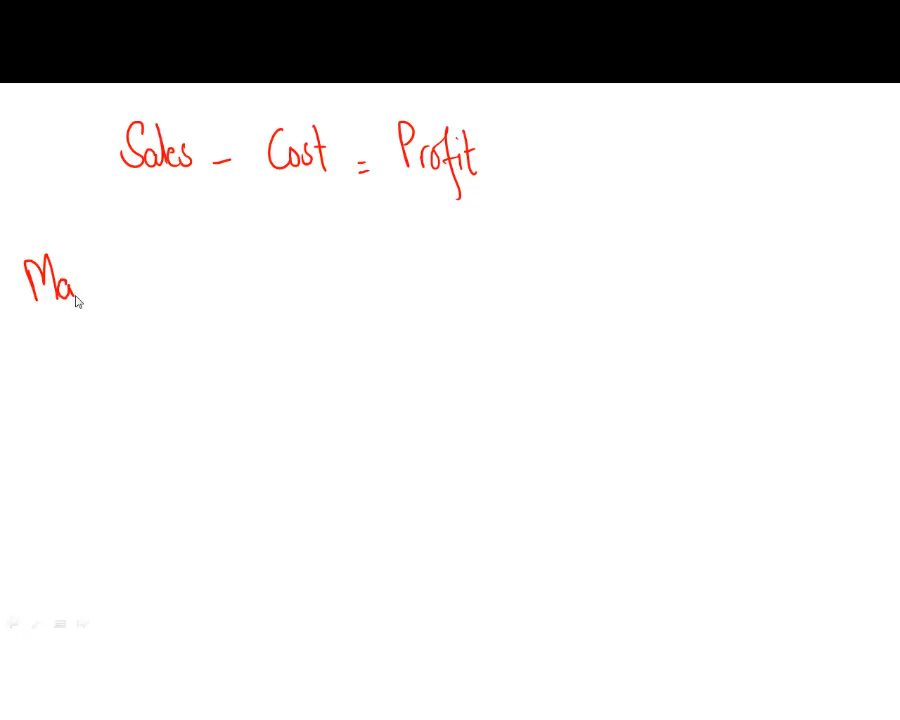 Sales - Cost = Profit
Ma